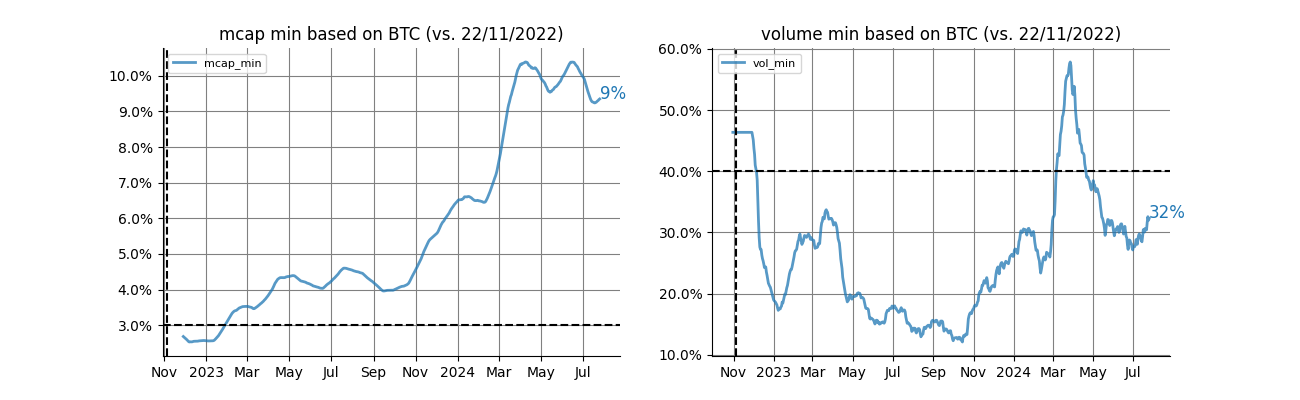 mcap min based on BTC (vs. 22/11/2022)
mcap_min
10.0%
9.0%
8.0%
7.0%
6.0%
5.0%
4.0%
3.0%
9%
Nov 2023 Mar May Jul Sep Nov 2024 Mar May Jul
volume min based on BTC (vs. 22/11/2022)
vol_min
60.0%
50.0%
40.0%
30.0%
20.0%
10.0%
32%
Nov 2023 Mar May Jul Sep Nov 2024 Mar May Jul